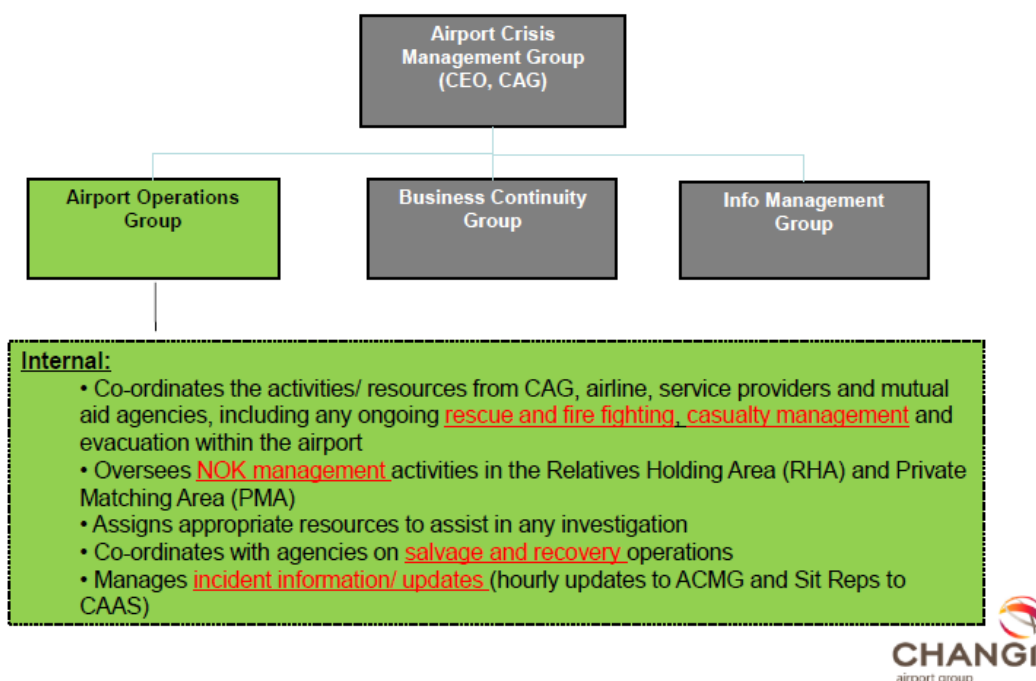 Airport Crisis
Management Group
(CEO, CAG)
Airport Operations
Group
Business Continuity
Group
Info Management
Group
Internal:
• Co-ordinates the activities/ resources from CAG, airline, service providers and mutual
aid agencies, including any ongoing rescue and fire fighting, casualty management and
evacuation within the airport
• Oversees NOK management activities in the Relatives Holding Area (RHA) and Private
Matching Area (PMA)
• Assigns appropriate resources to assist in any investigation
• Co-ordinates with agencies on salvage and recovery operations
• Manages incident information/ updates (hourly updates to ACMG and Sit Reps to
CAAS)
CHANGI
airport group